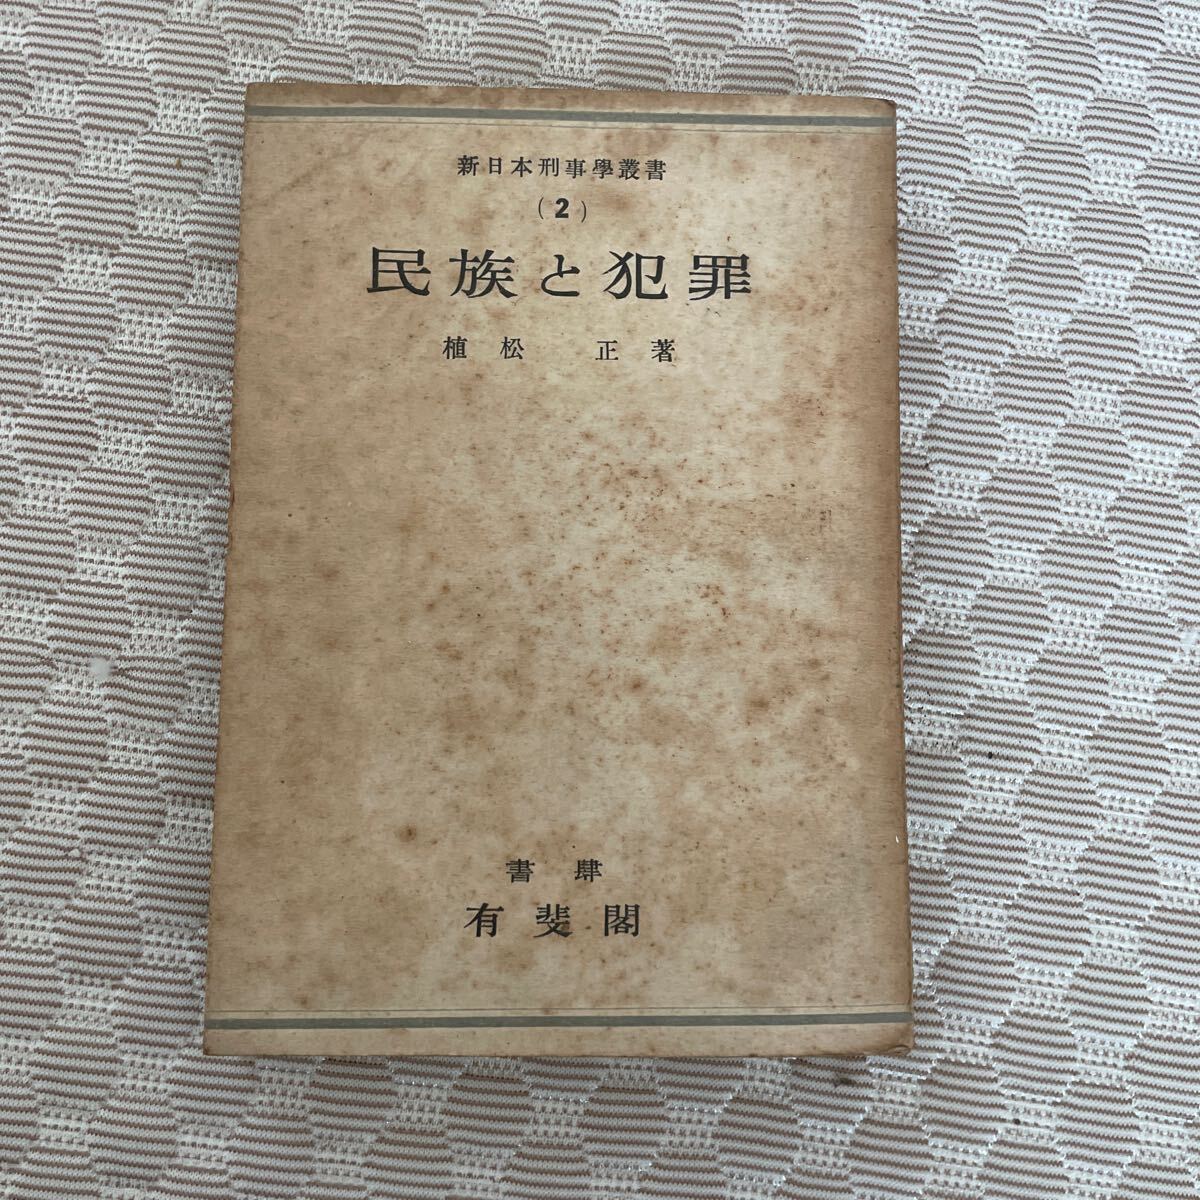 新日本刑事學叢書
(2)
民族と犯罪
植松 正著
書肆
有斐閣